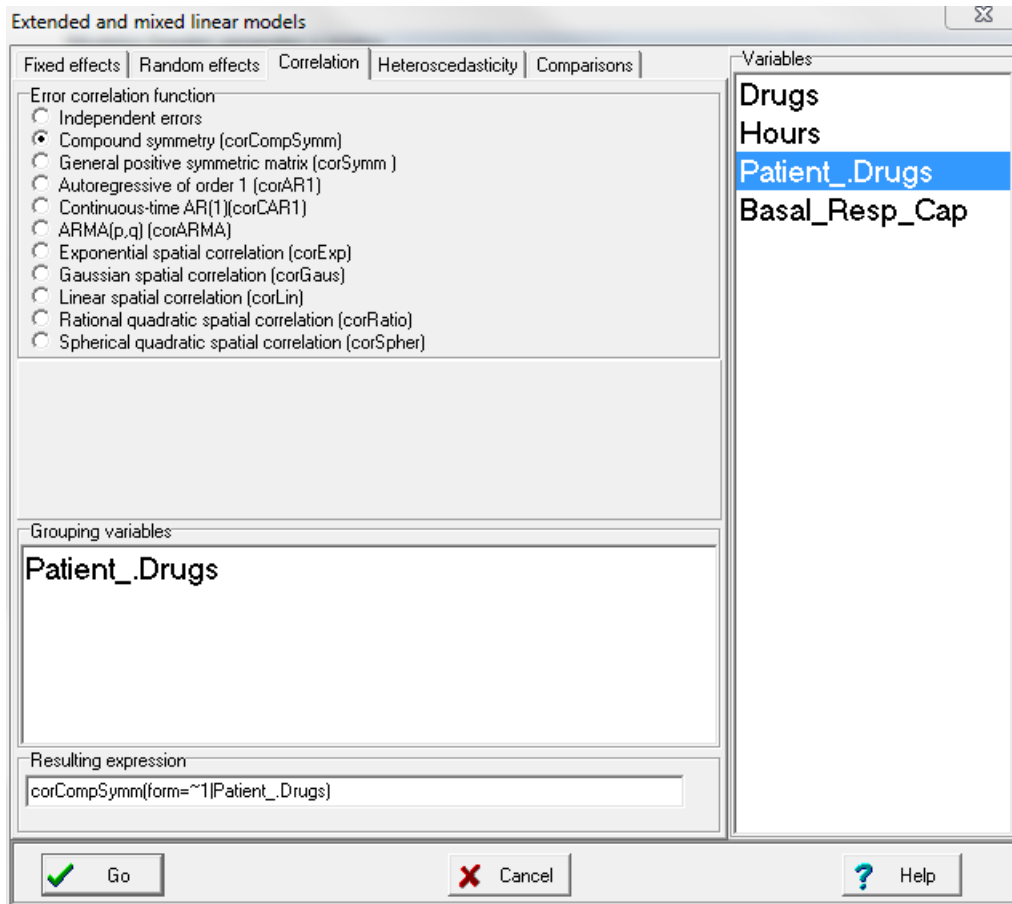 Extended and mixed linear models
Fixed effects Random effects Correlation Heteroscedasticity Comparisons
Error correlation function
Independent errors
Compound symmetry (corCompSymm)
General positive symmetric matrix (corSymm )
Autoregressive of order 1 (corAR1)
Continuous-time AR(1)(corCAR1)
ARMA(p,q) (corARMA)
Exponential spatial correlation (corExp)
Gaussian spatial correlation (corGaus)
Linear spatial correlation (corLin)
Rational quadratic spatial correlation (corRatio)
Spherical quadratic spatial correlation (corSpher)
Grouping variables
Patient_.Drugs
Resulting expression
corCompSymm(form=~1|Patient_.Drugs)
Variables
Drugs
Hours
Patient_.Drugs
Basal_Resp_Cap
Go
Cancel
? Help